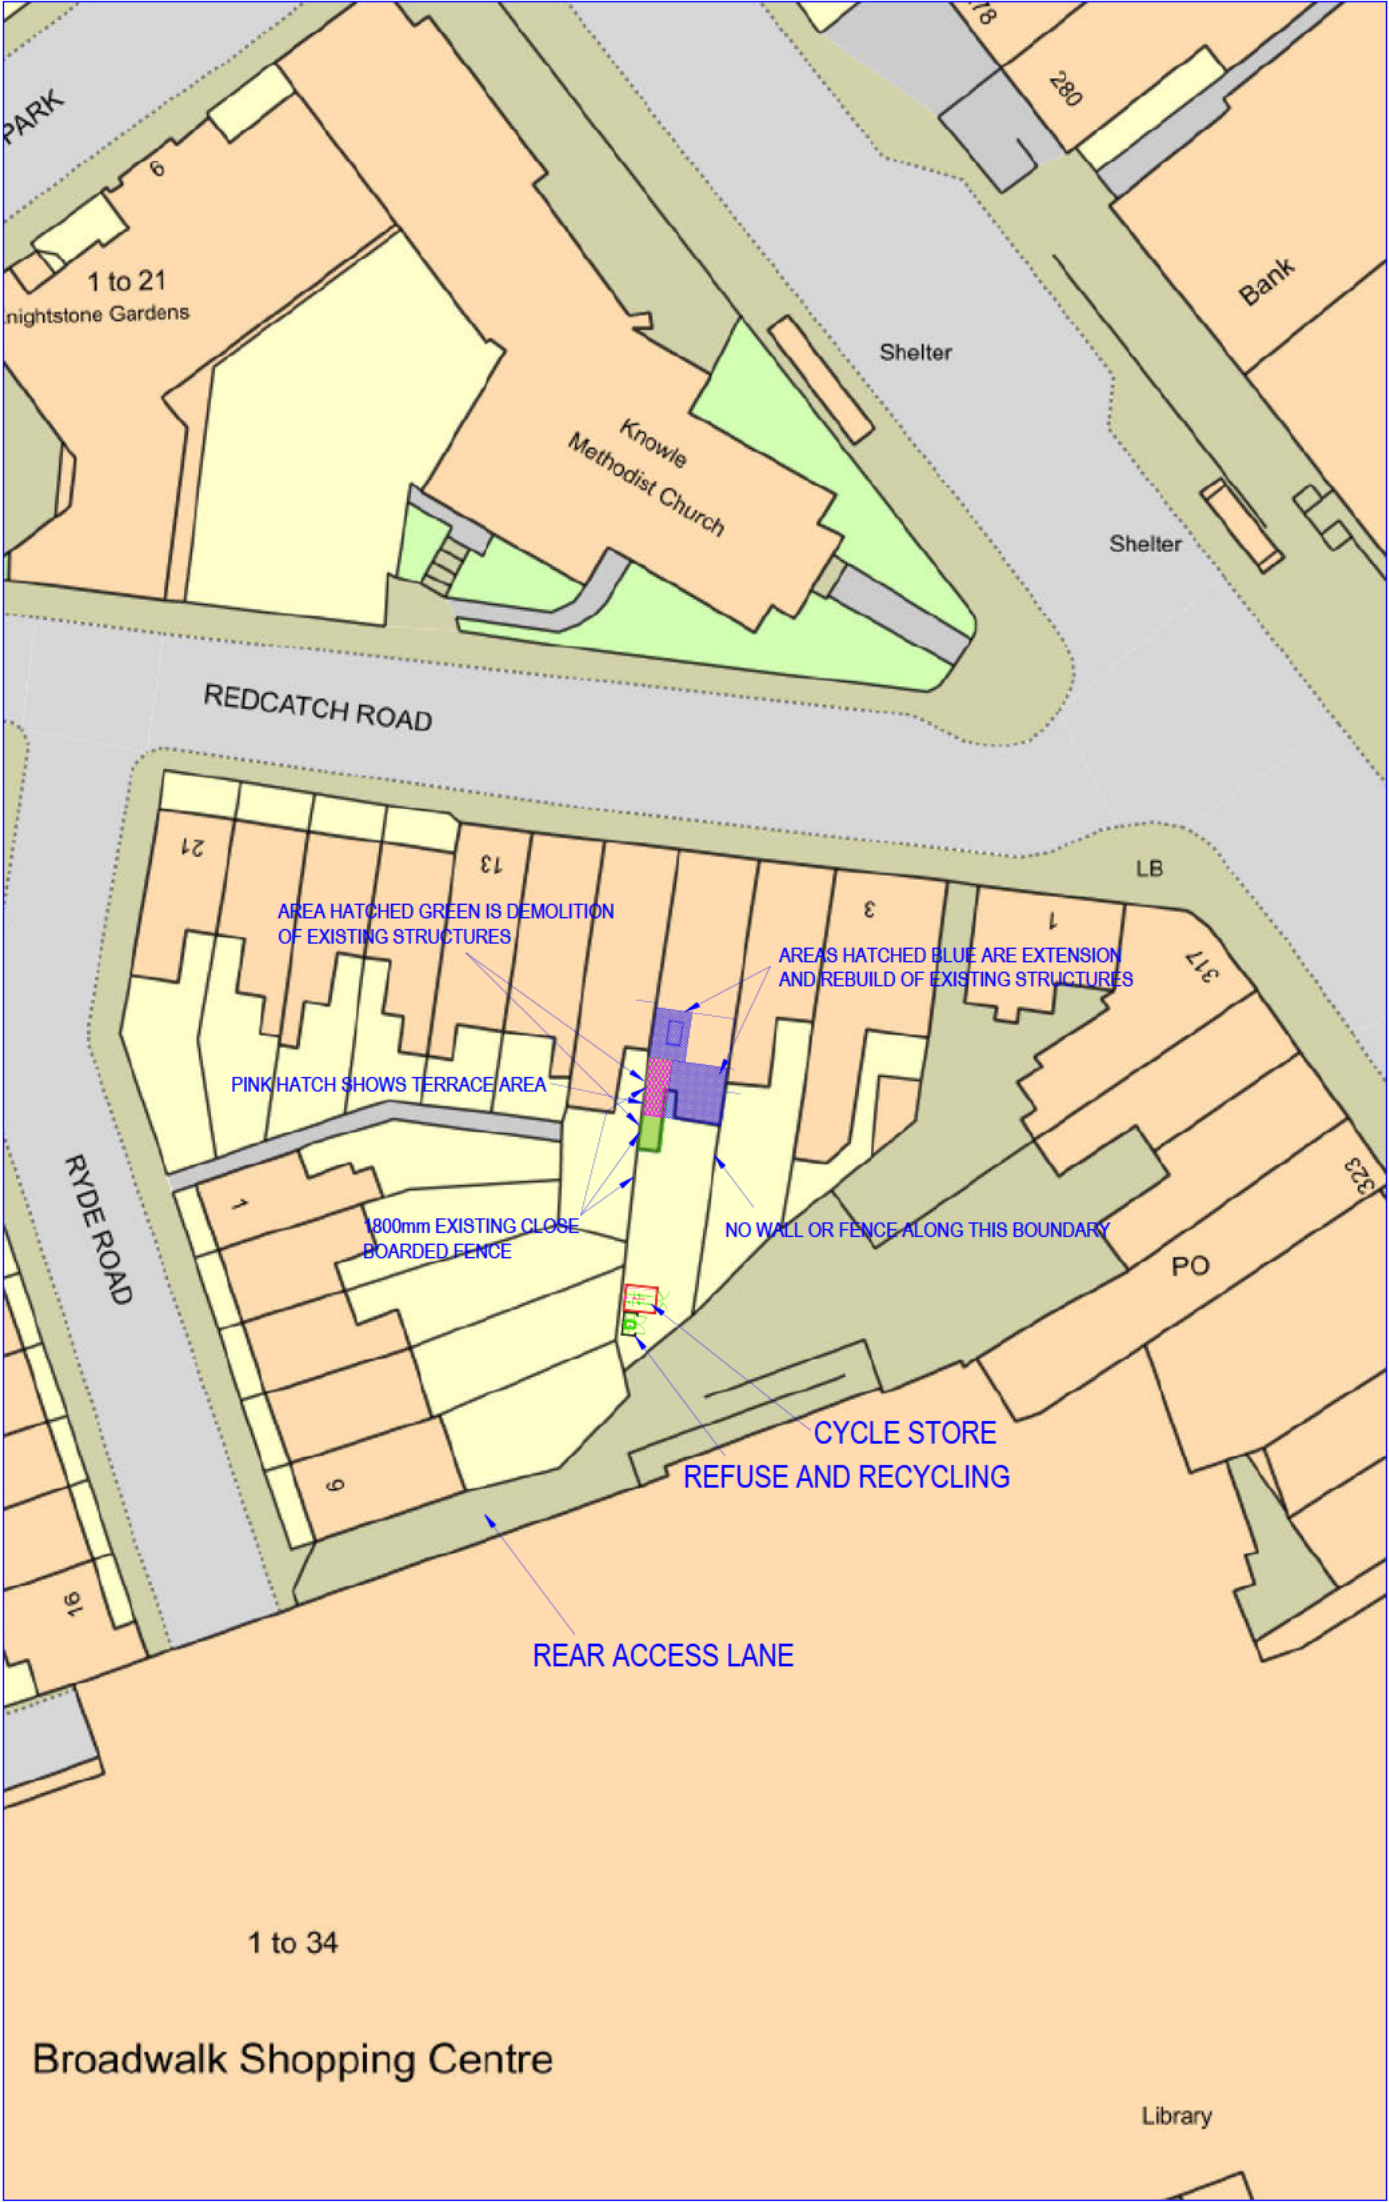 78
280
PARK
6
1 to 21
nightstone Gardens
Bank
Shelter
Knowle
Methodist Church
Shelter
REDCATCH ROAD
LB
21
13
3
1
317
AREA HATCHED GREEN IS DEMOLITION
OF EXISTING STRUCTURES
AREAS HATCHED BLUE ARE EXTENSION
AND REBUILD OF EXISTING STRUCTURES
PINK HATCH SHOWS TERRACE AREA
RYDE ROAD
1
323
1800mm EXISTING CLOSE
BOARDED FENCE
NO WALL OR FENCE ALONG THIS BOUNDARY
PO
CYCLE STORE
REFUSE AND RECYCLING
9
16
REAR ACCESS LANE
1 to 34
Broadwalk Shopping Centre
Library